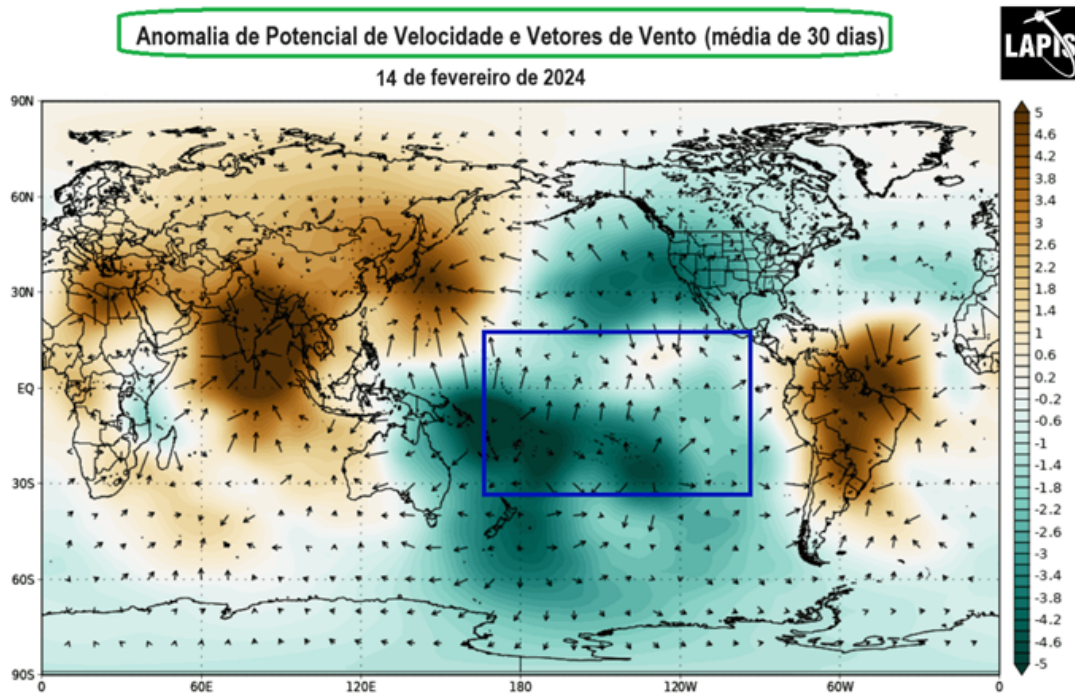 Anomalia de Potencial de Velocidade e Vetores de Vento (média de 30 dias)
LAPIS
14 de fevereiro de 2024
90N
60N
30N
EQ
30S
60S
90S
0
60E
120E
180
120W
60W
0
5
4.6
4.2
3.8
3.4
3
2.6
2.2
1.8
1.4
1
0.6
0.2
-0.2
-0.6
-1
-1.4
-1.8
-2.2
-2.6
-3
-3.4
-3.8
-4.2
-4.6
-5